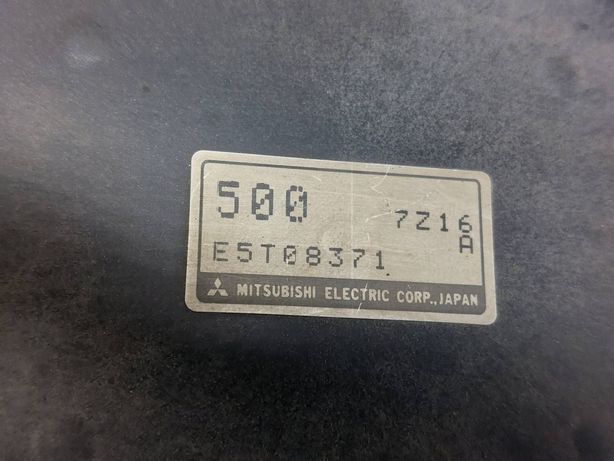 500 7Z16
A
E5T08371
MITSUBISHI ELECTRIC CORP., JAPAN